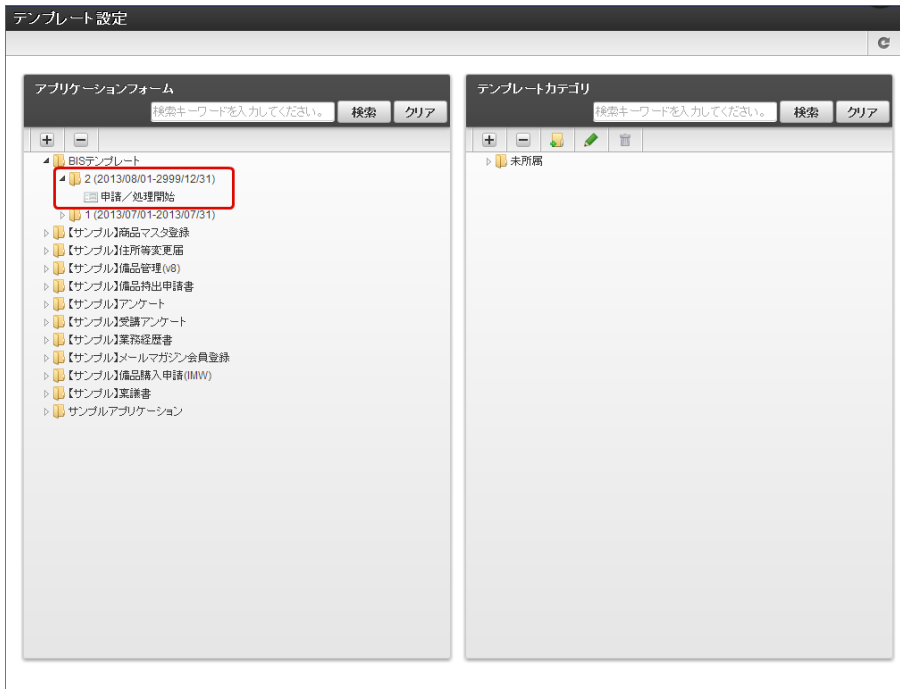 テンプレート設定
アプリケーションフォーム
検索キーワードを入力してください。 検索 クリア
BISテンプレート
2 (2013/08/01-2999/12/31)
申請／処理開始
1 (2013/07/01-2013/07/31)
【サンプル】商品マスタ登録
【サンプル】住所等変更届
【サンプル】備品管理(v8)
【サンプル】備品持出申請書
【サンプル】アンケート
【サンプル】受講アンケート
【サンプル】業務経歴書
【サンプル】メールマガジン会員登録
【サンプル】備品購入申請(IMW)
【サンプル】稟議書
サンプルアプリケーション
テンプレートカテゴリ
検索キーワードを入力してください。 検索 クリア
未所属